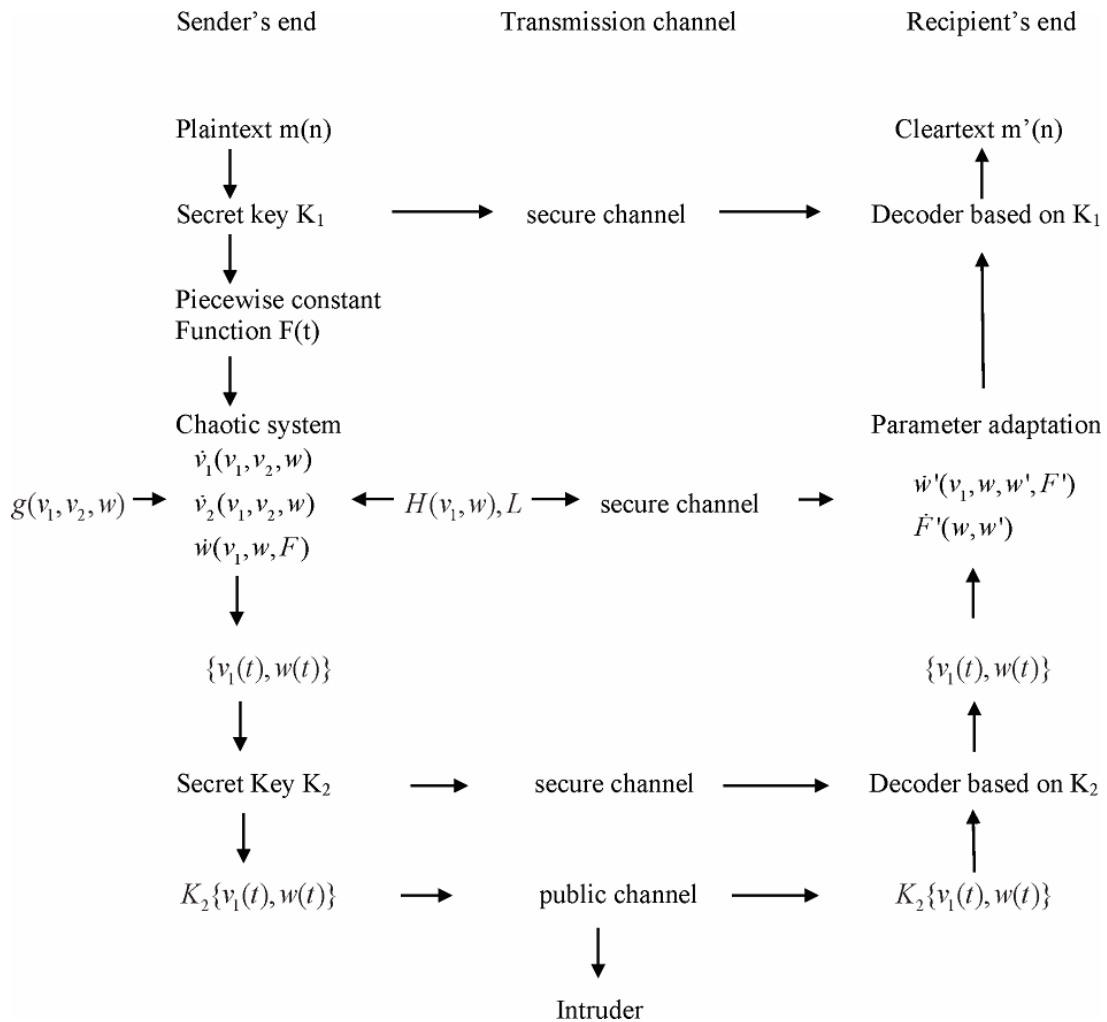 Sender's end Transmission channel Recipient's end
Plaintext m(n) Cleartext m'(n)
Secret key K₁ secure channel Decoder based on K₁
Piecewise constant
Function F(t)
Chaotic system Parameter adaptation
v̇₁(v₁,v₂,w)
g(v₁,v₂,w) v̇₂(v₁,v₂,w) H(v₁,w),L secure channel ẇ'(v₁,w,w',F')
ẇ(v₁,w,F) Ḟ'(w,w')
{v₁(t),w(t)} {v₁(t),w(t)}
Secret Key K₂ secure channel Decoder based on K₂
K₂{v₁(t),w(t)} public channel K₂{v₁(t),w(t)}
Intruder